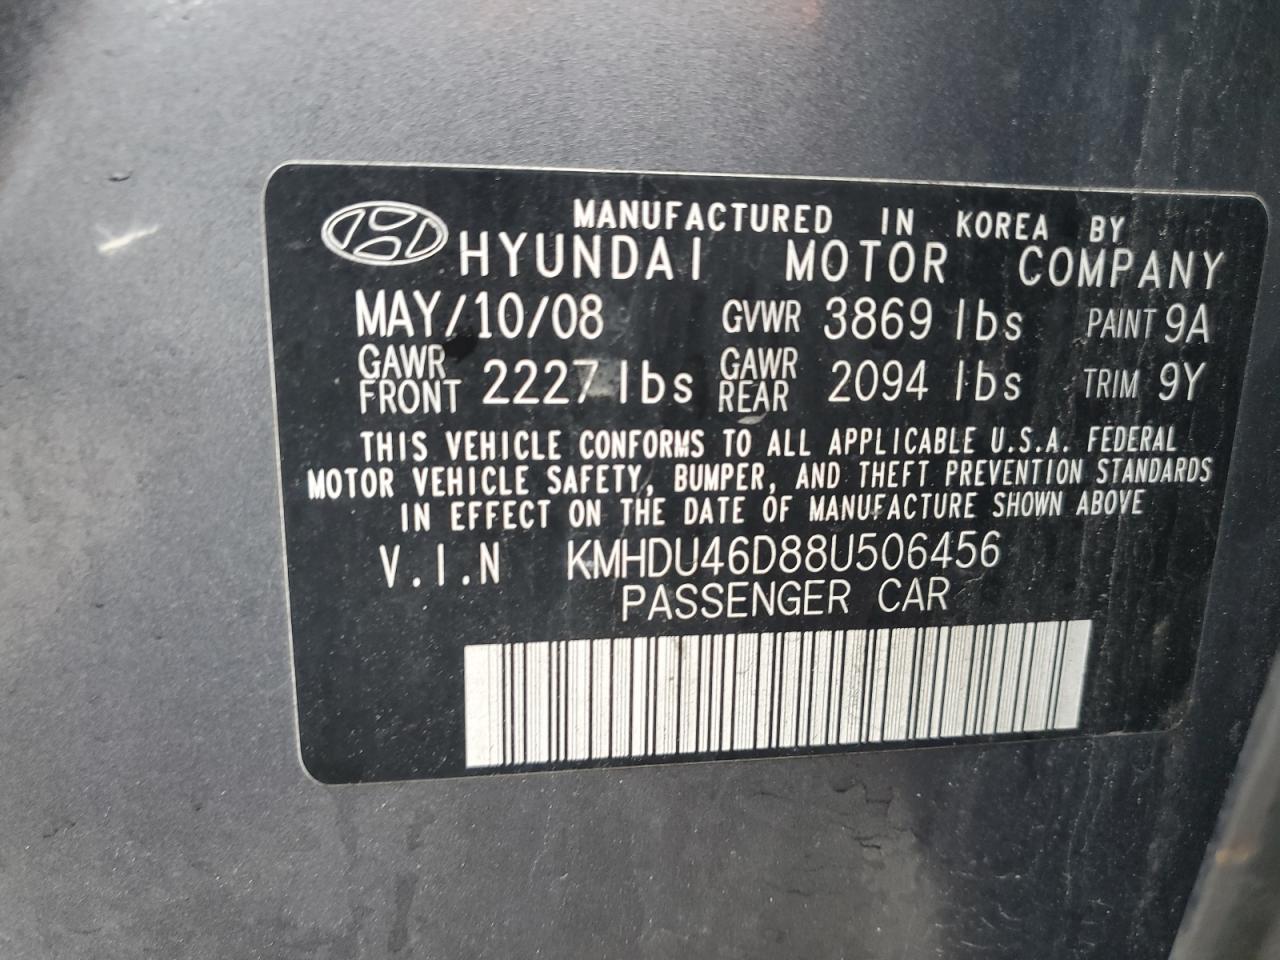 MANUFACTURED IN KOREA BY
HYUNDAI MOTOR COMPANY
MAY/10/08 GVWR 3869 lbs PAINT 9A
GAWR FRONT 2227 lbs GAWR REAR 2094 lbs TRIM 9Y
THIS VEHICLE CONFORMS TO ALL APPLICABLE U.S.A. FEDERAL
MOTOR VEHICLE SAFETY, BUMPER, AND THEFT PREVENTION STANDARDS
IN EFFECT ON THE DATE OF MANUFACTURE SHOWN ABOVE
V.I.N KMHDU46D88U506456
PASSENGER CAR